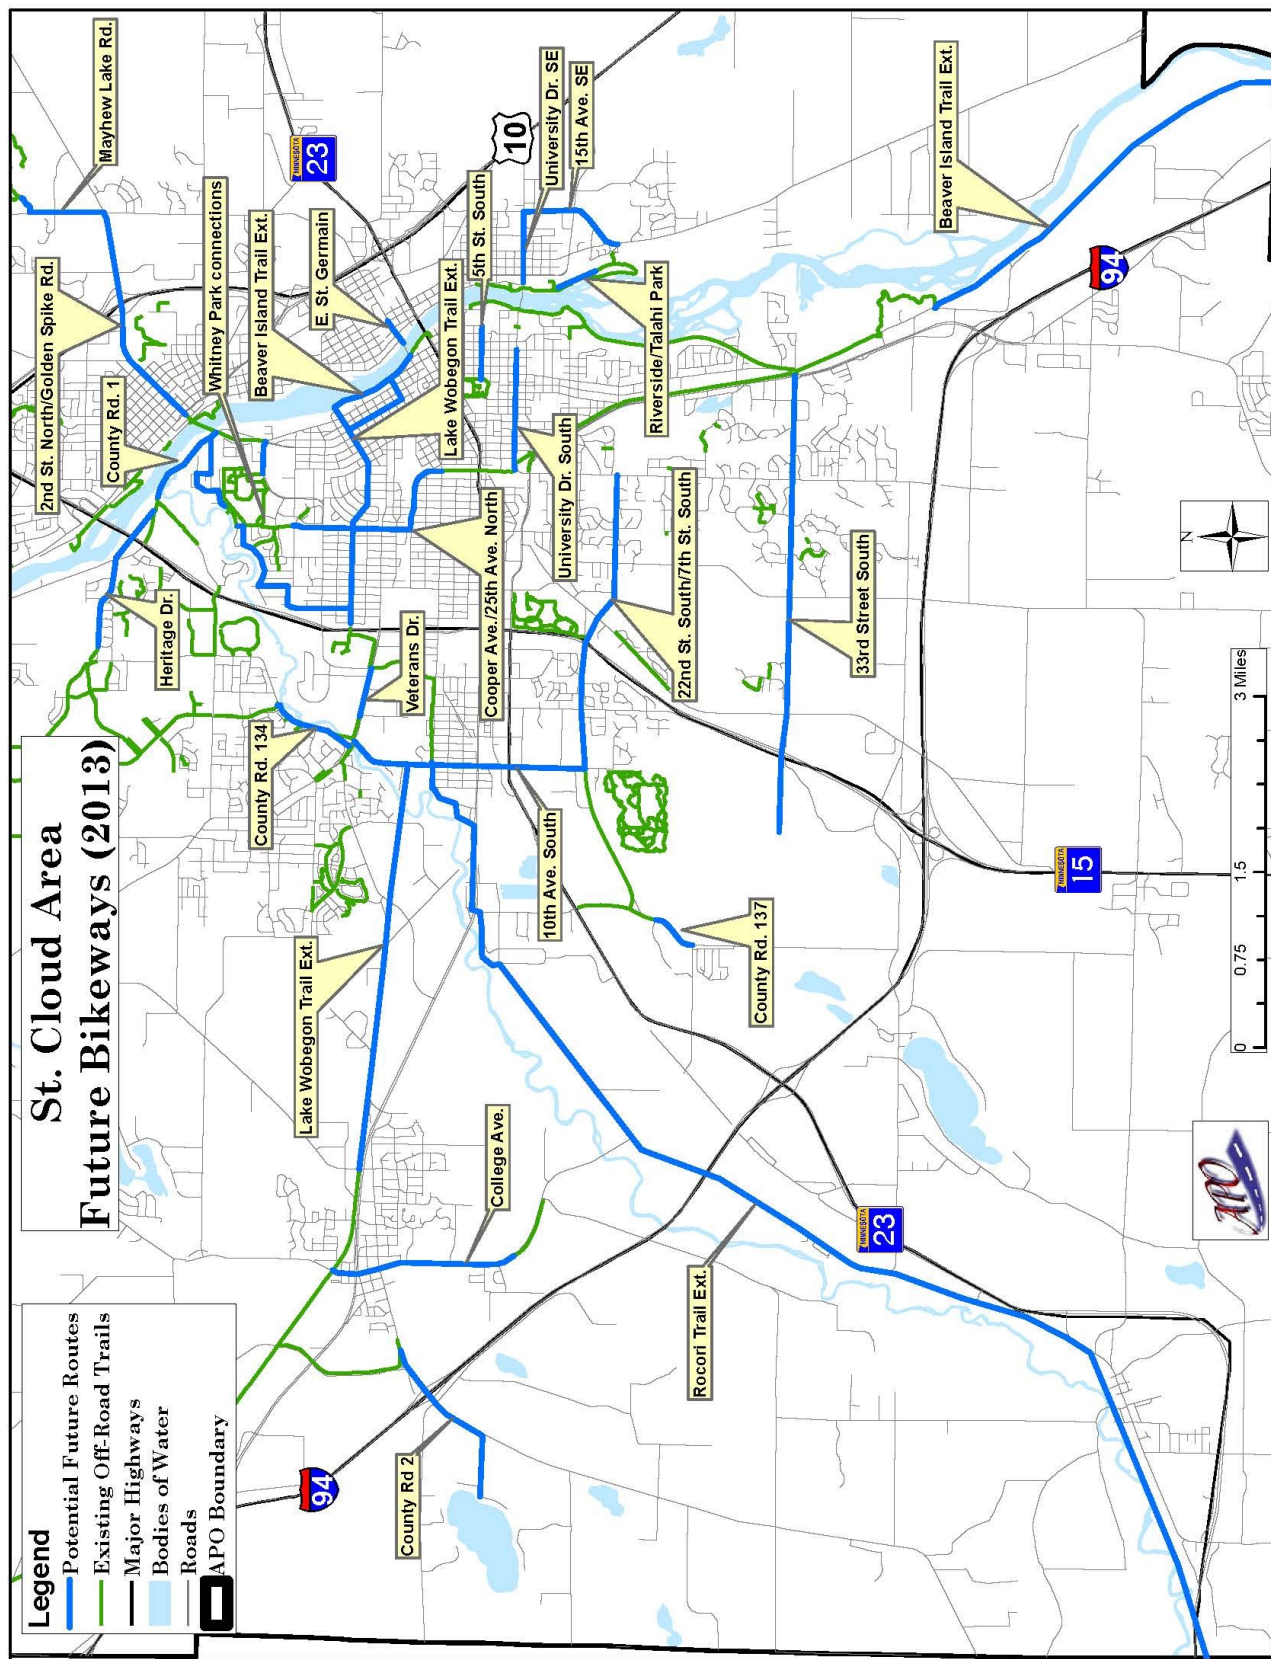 St. Cloud Area
Future Bikeways (2013)
Legend
Potential Future Routes
Existing Off-Road Trails
Major Highways
Bodies of Water
Roads
APO Boundary
Mayhew Lake Rd.
2nd St. North/Golden Spike Rd.
County Rd. 1
Whitney Park connections
Beaver Island Trail Ext.
E. St. Germain
MINNESOTA
23
10
Heritage Dr.
Lake Wobegon Trail Ext.
5th St. South
University Dr. SE
15th Ave. SE
County Rd. 134
Veterans Dr.
Cooper Ave./25th Ave. North
University Dr. South
Riverside/Talahi Park
Beaver Island Trail Ext.
Lake Wobegon Trail Ext.
10th Ave. South
22nd St. South/7th St. South
33rd Street South
94
College Ave.
County Rd. 137
MINNESOTA
15
94
County Rd 2
Rocori Trail Ext.
MINNESOTA
23
N
0 0.75 1.5 3 Miles
APO